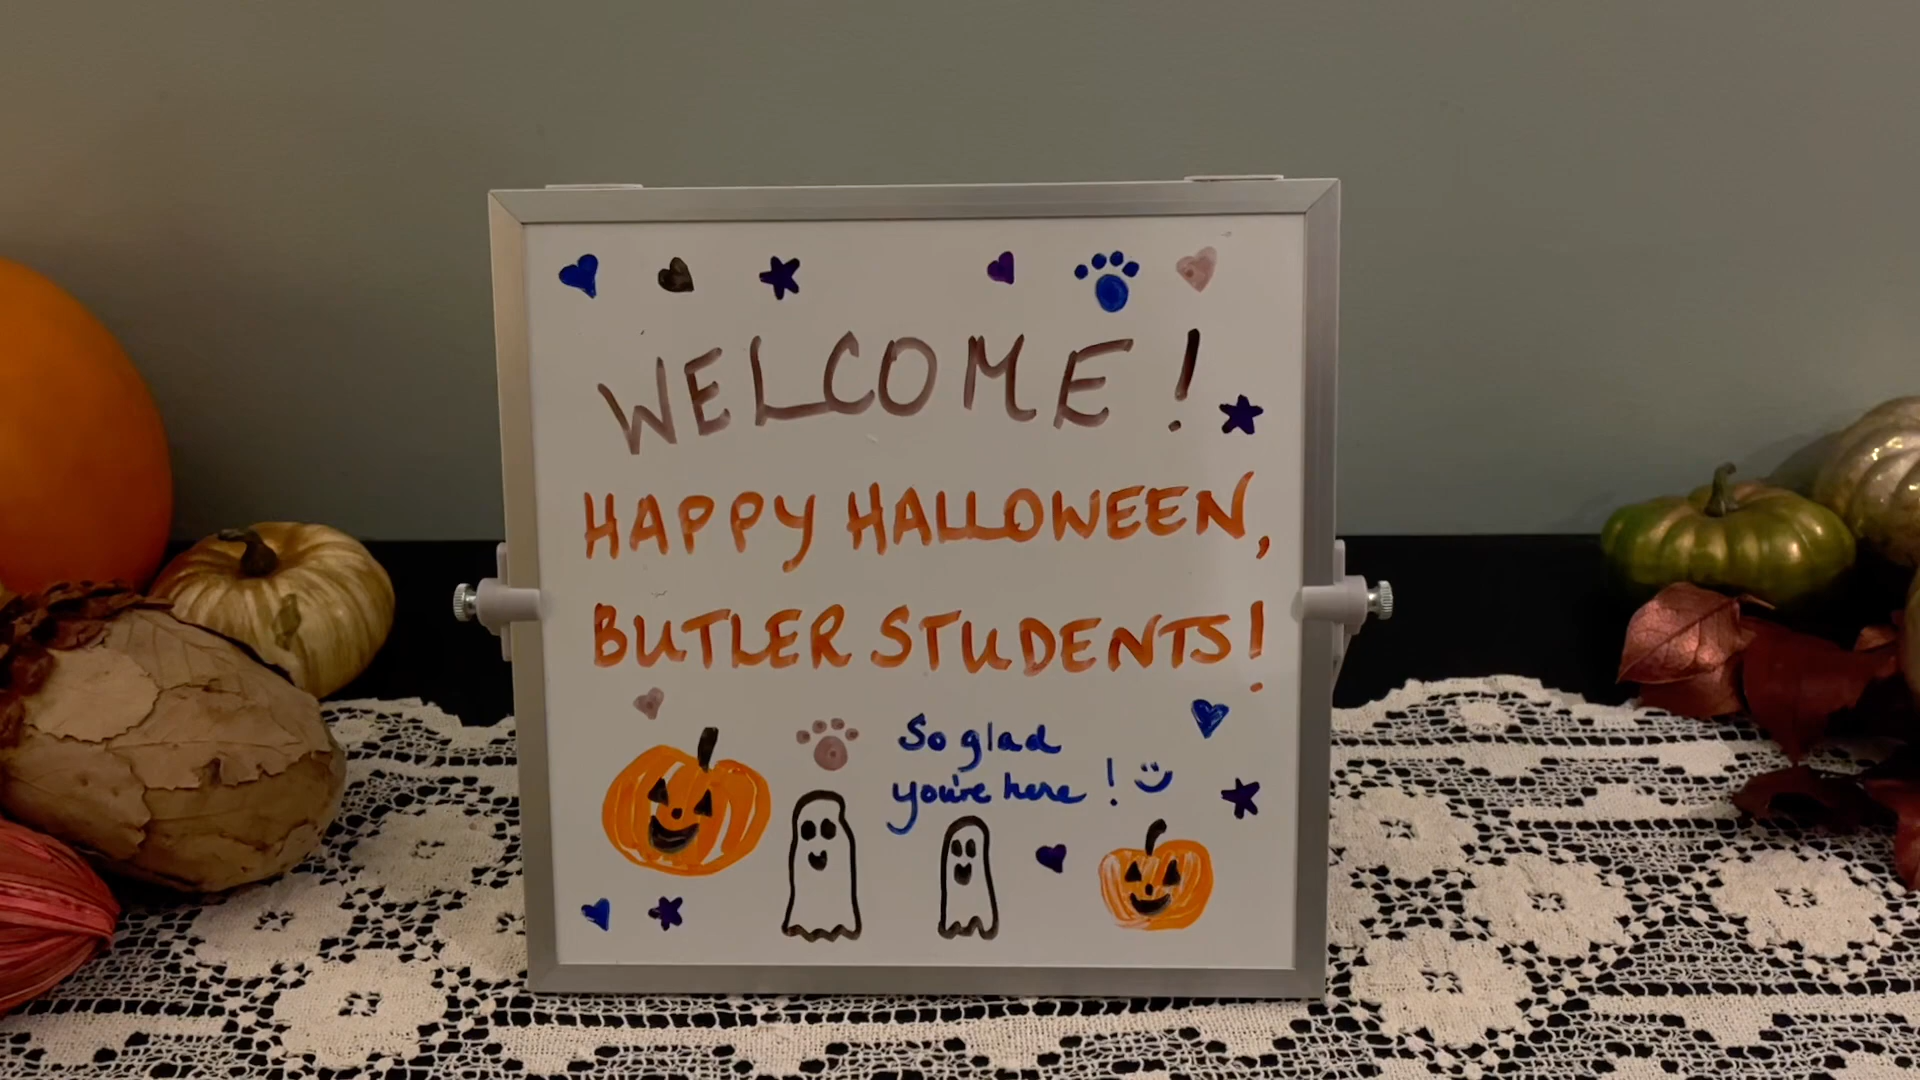 WELCOME!
HAPPY HALLOWEEN,
BUTLER STUDENTS!
So glad
you're here!